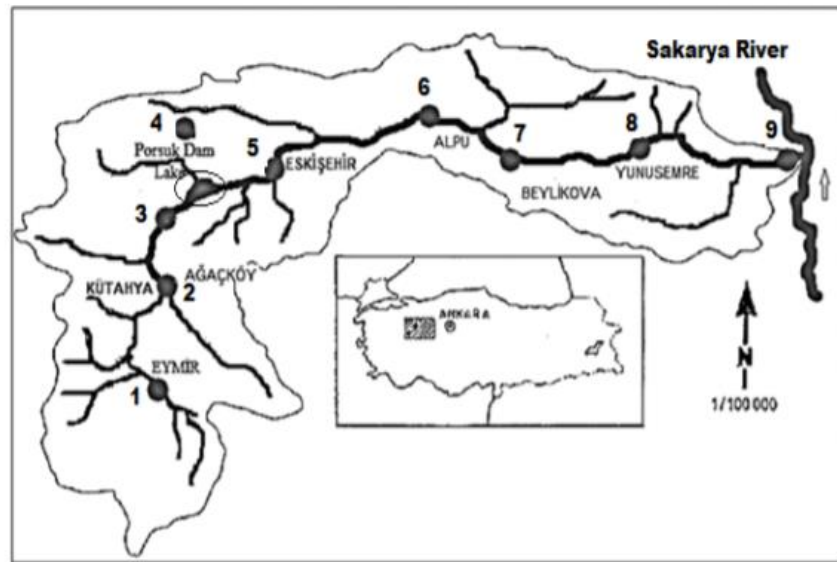 Sakarya River
6
4
5
9
8
7
ALPU
Porsuk Dam
Lake
ESKİŞEHİR
YUNUSEMRE
BEYLİKOVA
3
KÜTAHYA
AĞAÇKÖY
2
ANKARA
EYMİR
1
N
1/100 000